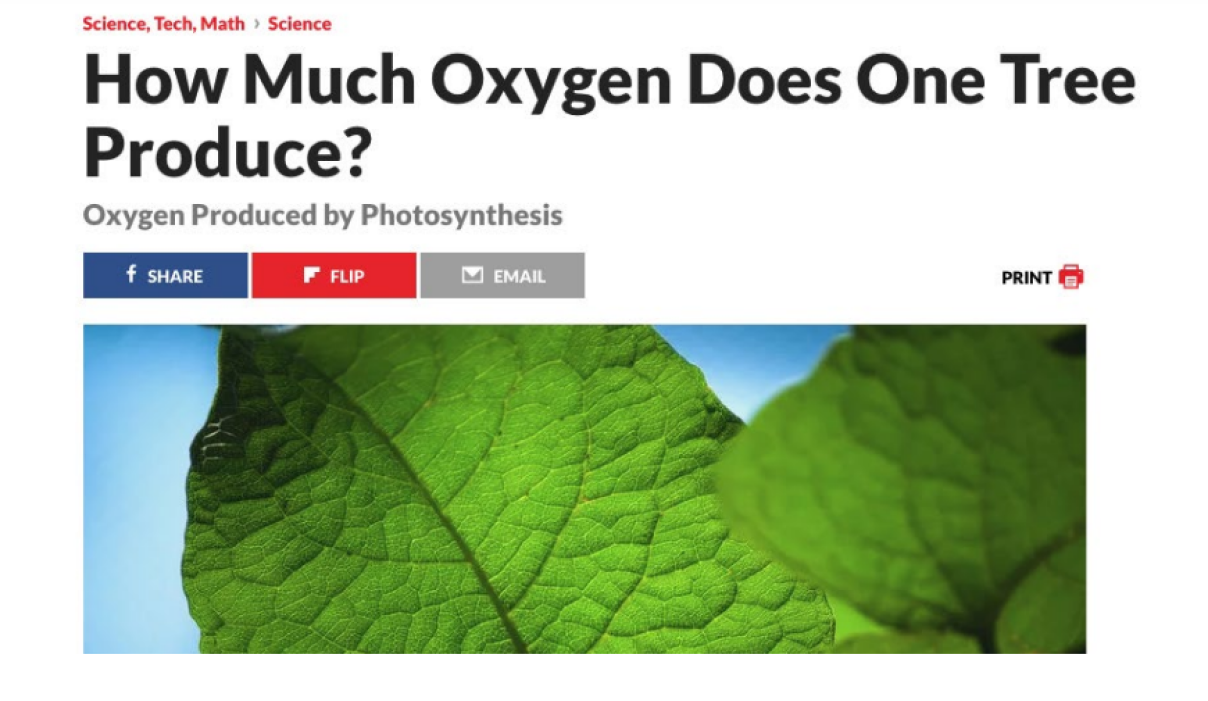 Science, Tech, Math › Science
How Much Oxygen Does One Tree
Produce?
Oxygen Produced by Photosynthesis
f SHARE FLIP EMAIL PRINT